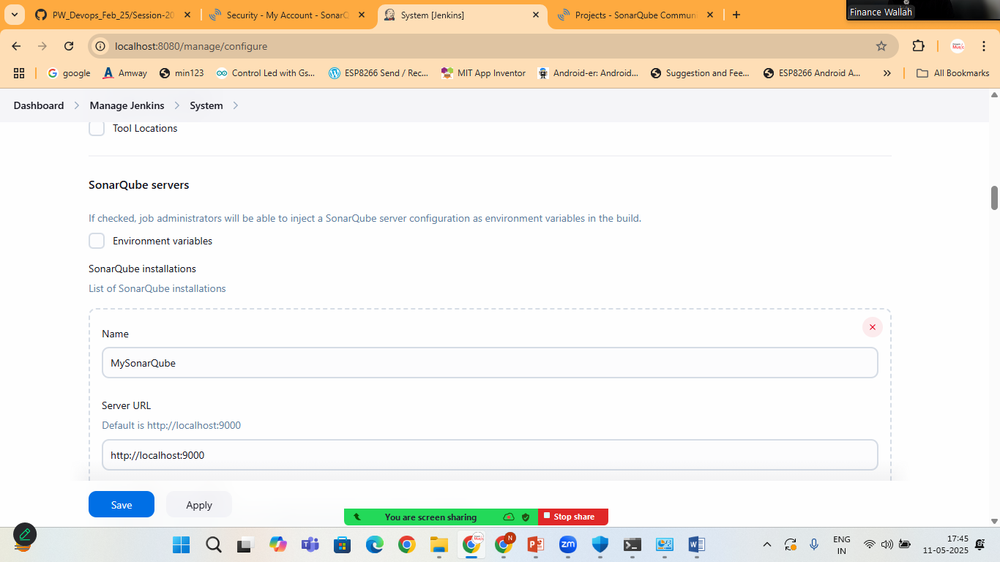 PW_Devops_Feb_25/Session-20
Security - My Account - SonarQ
System [Jenkins]
Projects - SonarQube Commun
Finance Wallah
localhost:8080/manage/configure
google
Amway
min123
Control Led with Gs...
ESP8266 Send / Rec...
MIT App Inventor
Android-er: Android...
Suggestion and Fee...
ESP8266 Android A...
All Bookmarks
Dashboard
Manage Jenkins
System
Tool Locations
SonarQube servers
If checked, job administrators will be able to inject a SonarQube server configuration as environment variables in the build.
Environment variables
SonarQube installations
List of SonarQube installations
Name
MySonarQube
Server URL
Default is http://localhost:9000
http://localhost:9000
Save
Apply
You are screen sharing
Stop share
ENG
IN
17:45
11-05-2025